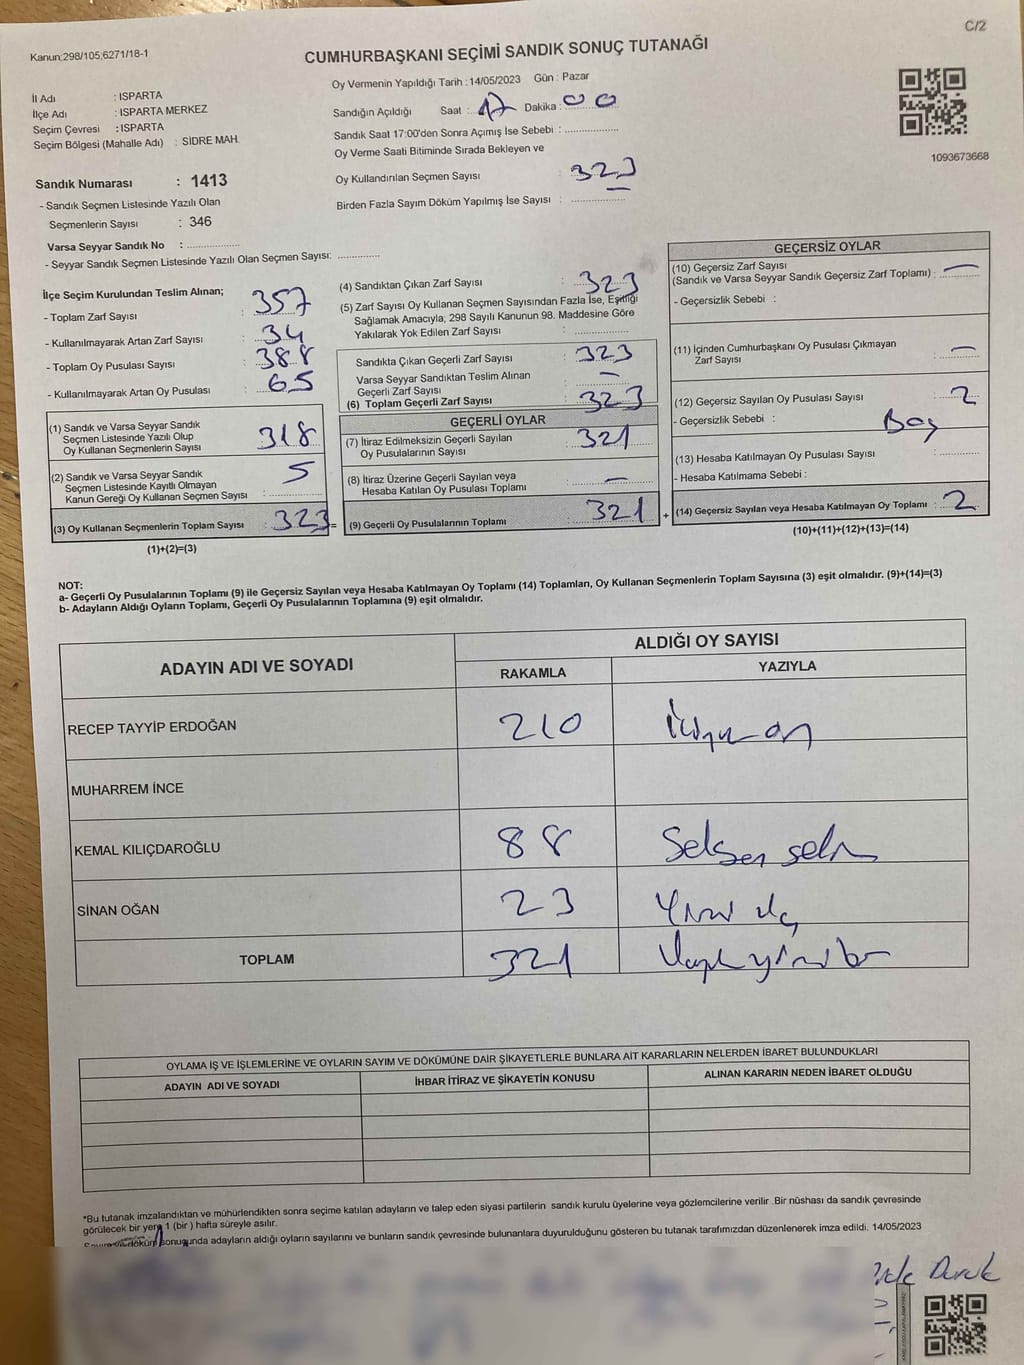 C/2
Kanun;298/105;6271/18-1
CUMHURBAŞKANI SEÇİMİ SANDIK SONUÇ TUTANAĞI
Oy Vermenin Yapıldığı Tarih : 14/05/2023 Gün : Pazar
İl Adı : ISPARTA
İlçe Adı : ISPARTA MERKEZ
Seçim Çevresi : ISPARTA
Seçim Bölgesi (Mahalle Adı) : SİDRE MAH.
Sandığın Açıldığı Saat : 17 Dakika : 00
Sandık Saat 17:00'den Sonra Açımış İse Sebebi :
Oy Verme Saati Bitiminde Sırada Bekleyen ve
Oy Kullandırılan Seçmen Sayısı : 323
Birden Fazla Sayım Döküm Yapılmış İse Sayısı : —
1093673668
Sandık Numarası : 1413
- Sandık Seçmen Listesinde Yazılı Olan
Seçmenlerin Sayısı : 346
Varsa Seyyar Sandık No :
- Seyyar Sandık Seçmen Listesinde Yazılı Olan Seçmen Sayısı:
İlçe Seçim Kurulundan Teslim Alınan;
- Toplam Zarf Sayısı : 357
- Kullanılmayarak Artan Zarf Sayısı : 34
- Toplam Oy Pusulası Sayısı : 388
- Kullanılmayarak Artan Oy Pusulası : 65
(1) Sandık ve Varsa Seyyar Sandık
Seçmen Listesinde Yazılı Olup
Oy Kullanan Seçmenlerin Sayısı : 318
(2) Sandık ve Varsa Seyyar Sandık
Seçmen Listesinde Kayıtlı Olmayan
Kanun Gereği Oy Kullanan Seçmen Sayısı : 5
(3) Oy Kullanan Seçmenlerin Toplam Sayısı : 323 =
(1)+(2)=(3)
(4) Sandıktan Çıkan Zarf Sayısı : 323
(5) Zarf Sayısı Oy Kullanan Seçmen Sayısından Fazla İse, Eşitliği
Sağlamak Amacıyla; 298 Sayılı Kanunun 98. Maddesine Göre
Yakılarak Yok Edilen Zarf Sayısı :
Sandıkta Çıkan Geçerli Zarf Sayısı : 323
Varsa Seyyar Sandıktan Teslim Alınan
Geçerli Zarf Sayısı : —
(6) Toplam Geçerli Zarf Sayısı : 323
GEÇERLİ OYLAR
(7) İtiraz Edilmeksizin Geçerli Sayılan
Oy Pusulalarının Sayısı : 321
(8) İtiraz Üzerine Geçerli Sayılan veya
Hesaba Katılan Oy Pusulası Toplamı : —
(9) Geçerli Oy Pusulalarının Toplamı : 321 +
GEÇERSİZ OYLAR
(10) Geçersiz Zarf Sayısı
(Sandık ve Varsa Seyyar Sandık Geçersiz Zarf Toplamı) : —
- Geçersizlik Sebebi :
(11) İçinden Cumhurbaşkanı Oy Pusulası Çıkmayan
Zarf Sayısı : —
(12) Geçersiz Sayılan Oy Pusulası Sayısı : 2
- Geçersizlik Sebebi : Boş
(13) Hesaba Katılmayan Oy Pusulası Sayısı :
- Hesaba Katılmama Sebebi :
(14) Geçersiz Sayılan veya Hesaba Katılmayan Oy Toplamı : 2
(10)+(11)+(12)+(13)=(14)
NOT:
a- Geçerli Oy Pusulalarının Toplamı (9) ile Geçersiz Sayılan veya Hesaba Katılmayan Oy Toplamı (14) Toplamları, Oy Kullanan Seçmenlerin Toplam Sayısına (3) eşit olmalıdır. (9)+(14)=(3)
b- Adayların Aldığı Oyların Toplamı, Geçerli Oy Pusulalarının Toplamına (9) eşit olmalıdır.
ADAYIN ADI VE SOYADI ALDIĞI OY SAYISI
RAKAMLA YAZIYLA
RECEP TAYYİP ERDOĞAN 210 ikiyüz on
MUHARREM İNCE
KEMAL KILIÇDAROĞLU 88 Seksen sekiz
SİNAN OĞAN 23 Yirmi üç
TOPLAM 321 Üçyüz yirmi bir
OYLAMA İŞ VE İŞLEMLERİNE VE OYLARIN SAYIM VE DÖKÜMÜNE DAİR ŞİKAYETLERLE BUNLARA AİT KARARLARIN NELERDEN İBARET BULUNDUKLARI
ADAYIN ADI VE SOYADI İHBAR İTİRAZ VE ŞİKAYETİN KONUSU ALINAN KARARIN NEDEN İBARET OLDUĞU
*Bu tutanak imzalandıktan ve mühürlendikten sonra seçime katılan adayların ve talep eden siyasi partilerin sandık kurulu üyelerine veya gözlemcilerine verilir .Bir nüshası da sandık çevresinde
görülecek bir yere 1 (bir ) hafta süreyle asılır.
döküm sonucunda adayların aldığı oyların sayılarını ve bunların sandık çevresinde bulunanlara duyurulduğunu gösteren bu tutanak tarafımızdan düzenlenerek imza edildi. 14/05/2023